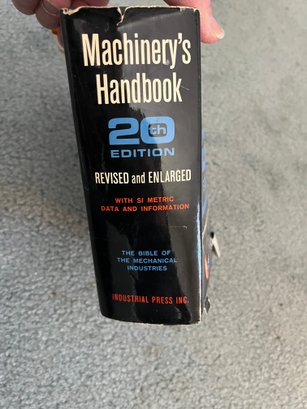 Machinery's
Handbook
20th
EDITION
REVISED and ENLARGED
WITH SI METRIC
DATA AND INFORMATION
THE BIBLE OF
THE MECHANICAL
INDUSTRIES
INDUSTRIAL PRESS INC.